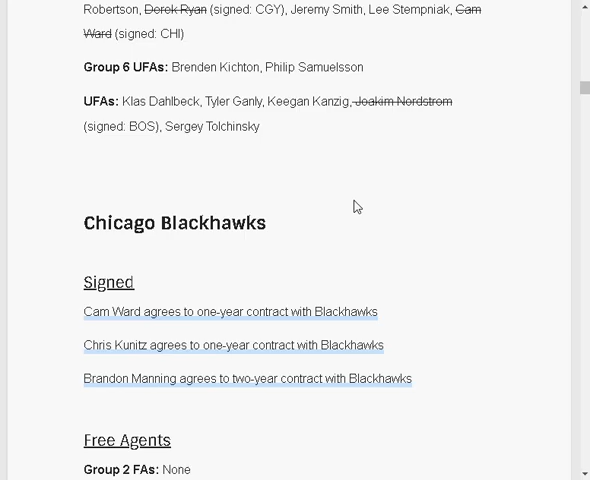 Robertson, Derek Ryan (signed: CGY), Jeremy Smith, Lee Stempniak, Cam
Ward (signed: CHI)
Group 6 UFAs: Brenden Kichton, Philip Samuelsson
UFAs: Klas Dahlbeck, Tyler Ganly, Keegan Kanzig, Joakim Nordstrom
(signed: BOS), Sergey Tolchinsky
Chicago Blackhawks
Signed
Cam Ward agrees to one-year contract with Blackhawks
Chris Kunitz agrees to one-year contract with Blackhawks
Brandon Manning agrees to two-year contract with Blackhawks
Free Agents
Group 2 FAs: None